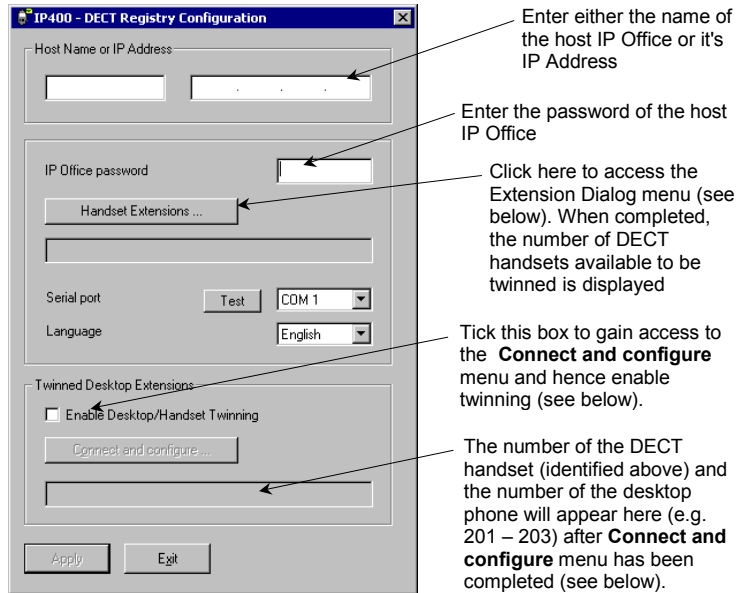 IP400 - DECT Registry Configuration
Host Name or IP Address
. . .
IP Office password
Handset Extensions ...
Serial port
Test
COM 1
Language
English
Twinned Desktop Extensions
Enable Desktop/Handset Twinning
Connect and configure ...
Apply
Exit
Enter either the name of
the host IP Office or it's
IP Address
Enter the password of the host
IP Office
Click here to access the
Extension Dialog menu (see
below). When completed,
the number of DECT
handsets available to be
twinned is displayed
Tick this box to gain access to
the Connect and configure
menu and hence enable
twinning (see below).
The number of the DECT
handset (identified above) and
the number of the desktop
phone will appear here (e.g.
201 – 203) after Connect and
configure menu has been
completed (see below).